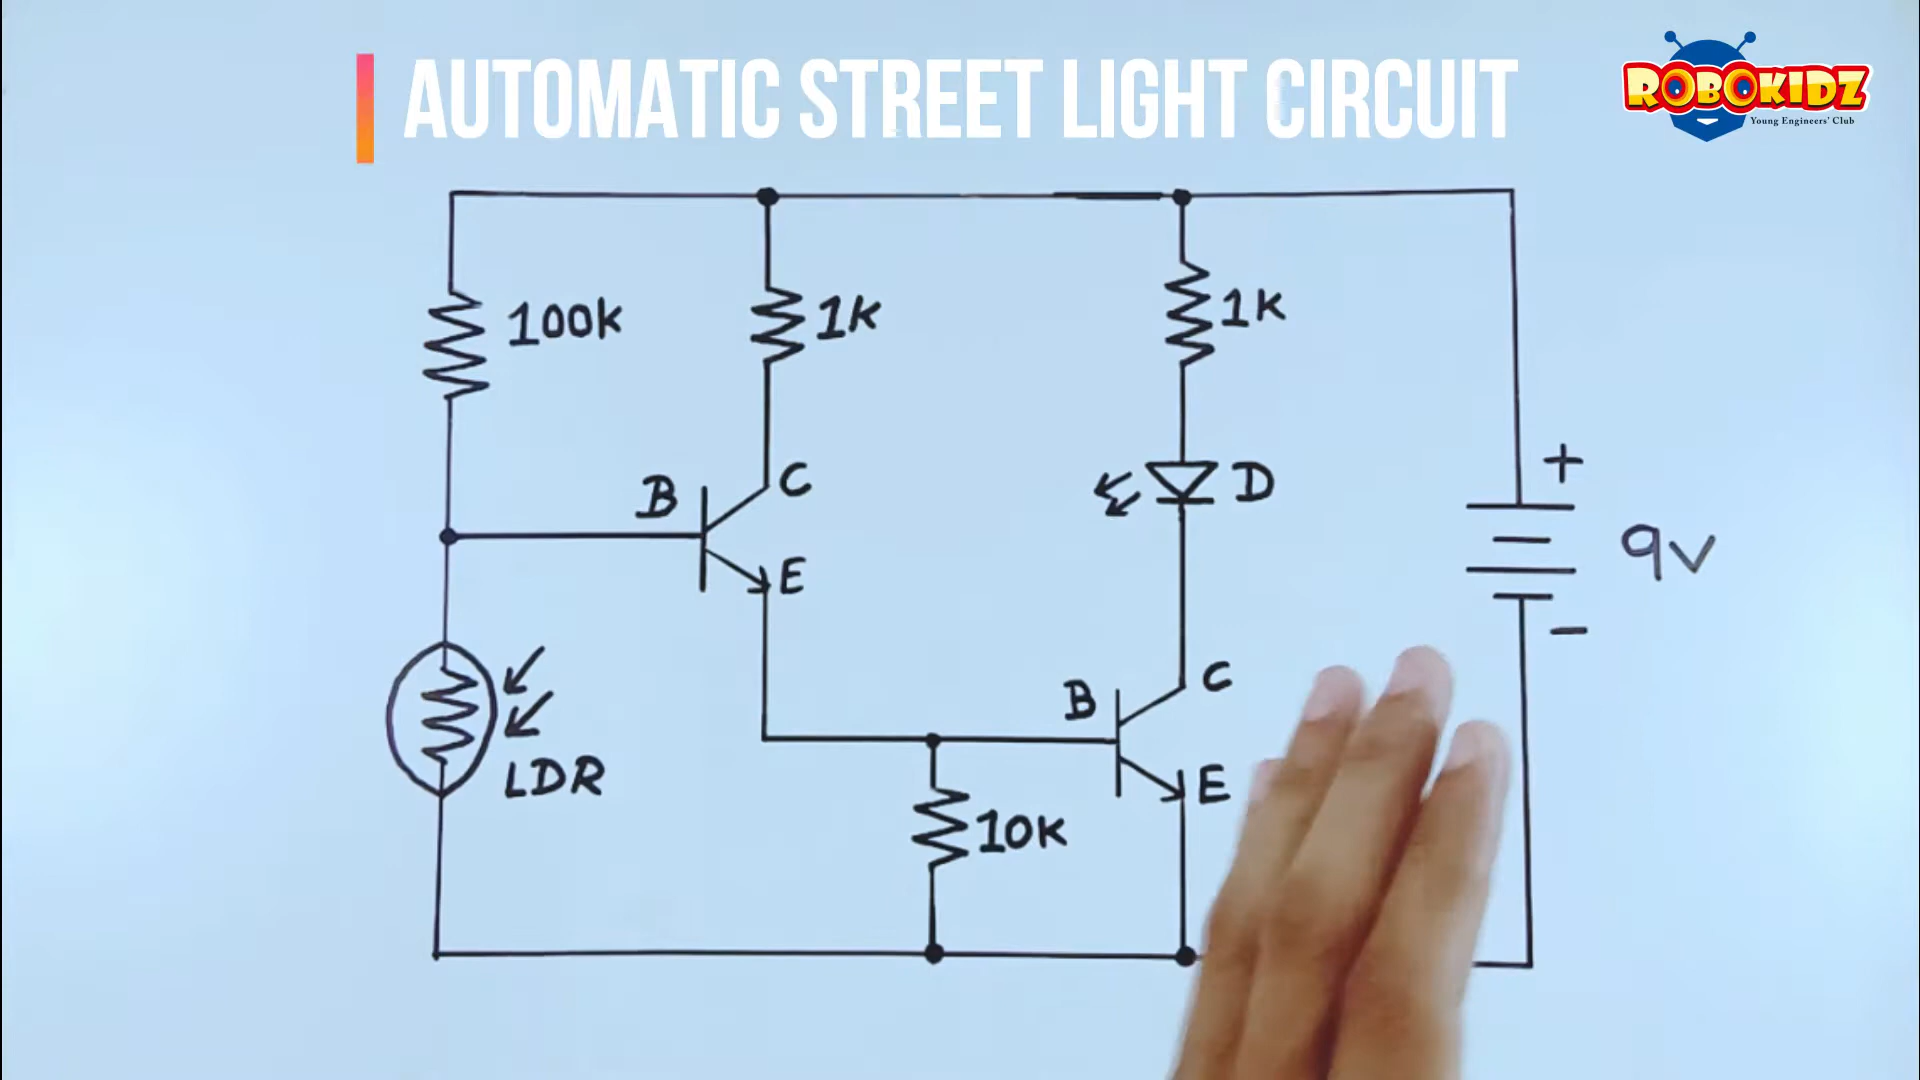 AUTOMATIC STREET LIGHT CIRCUIT
ROBOKIDZ
Young Engineers' Club
100k
1K
1K
B
C
E
D
+
9V
-
LDR
B
C
E
10K